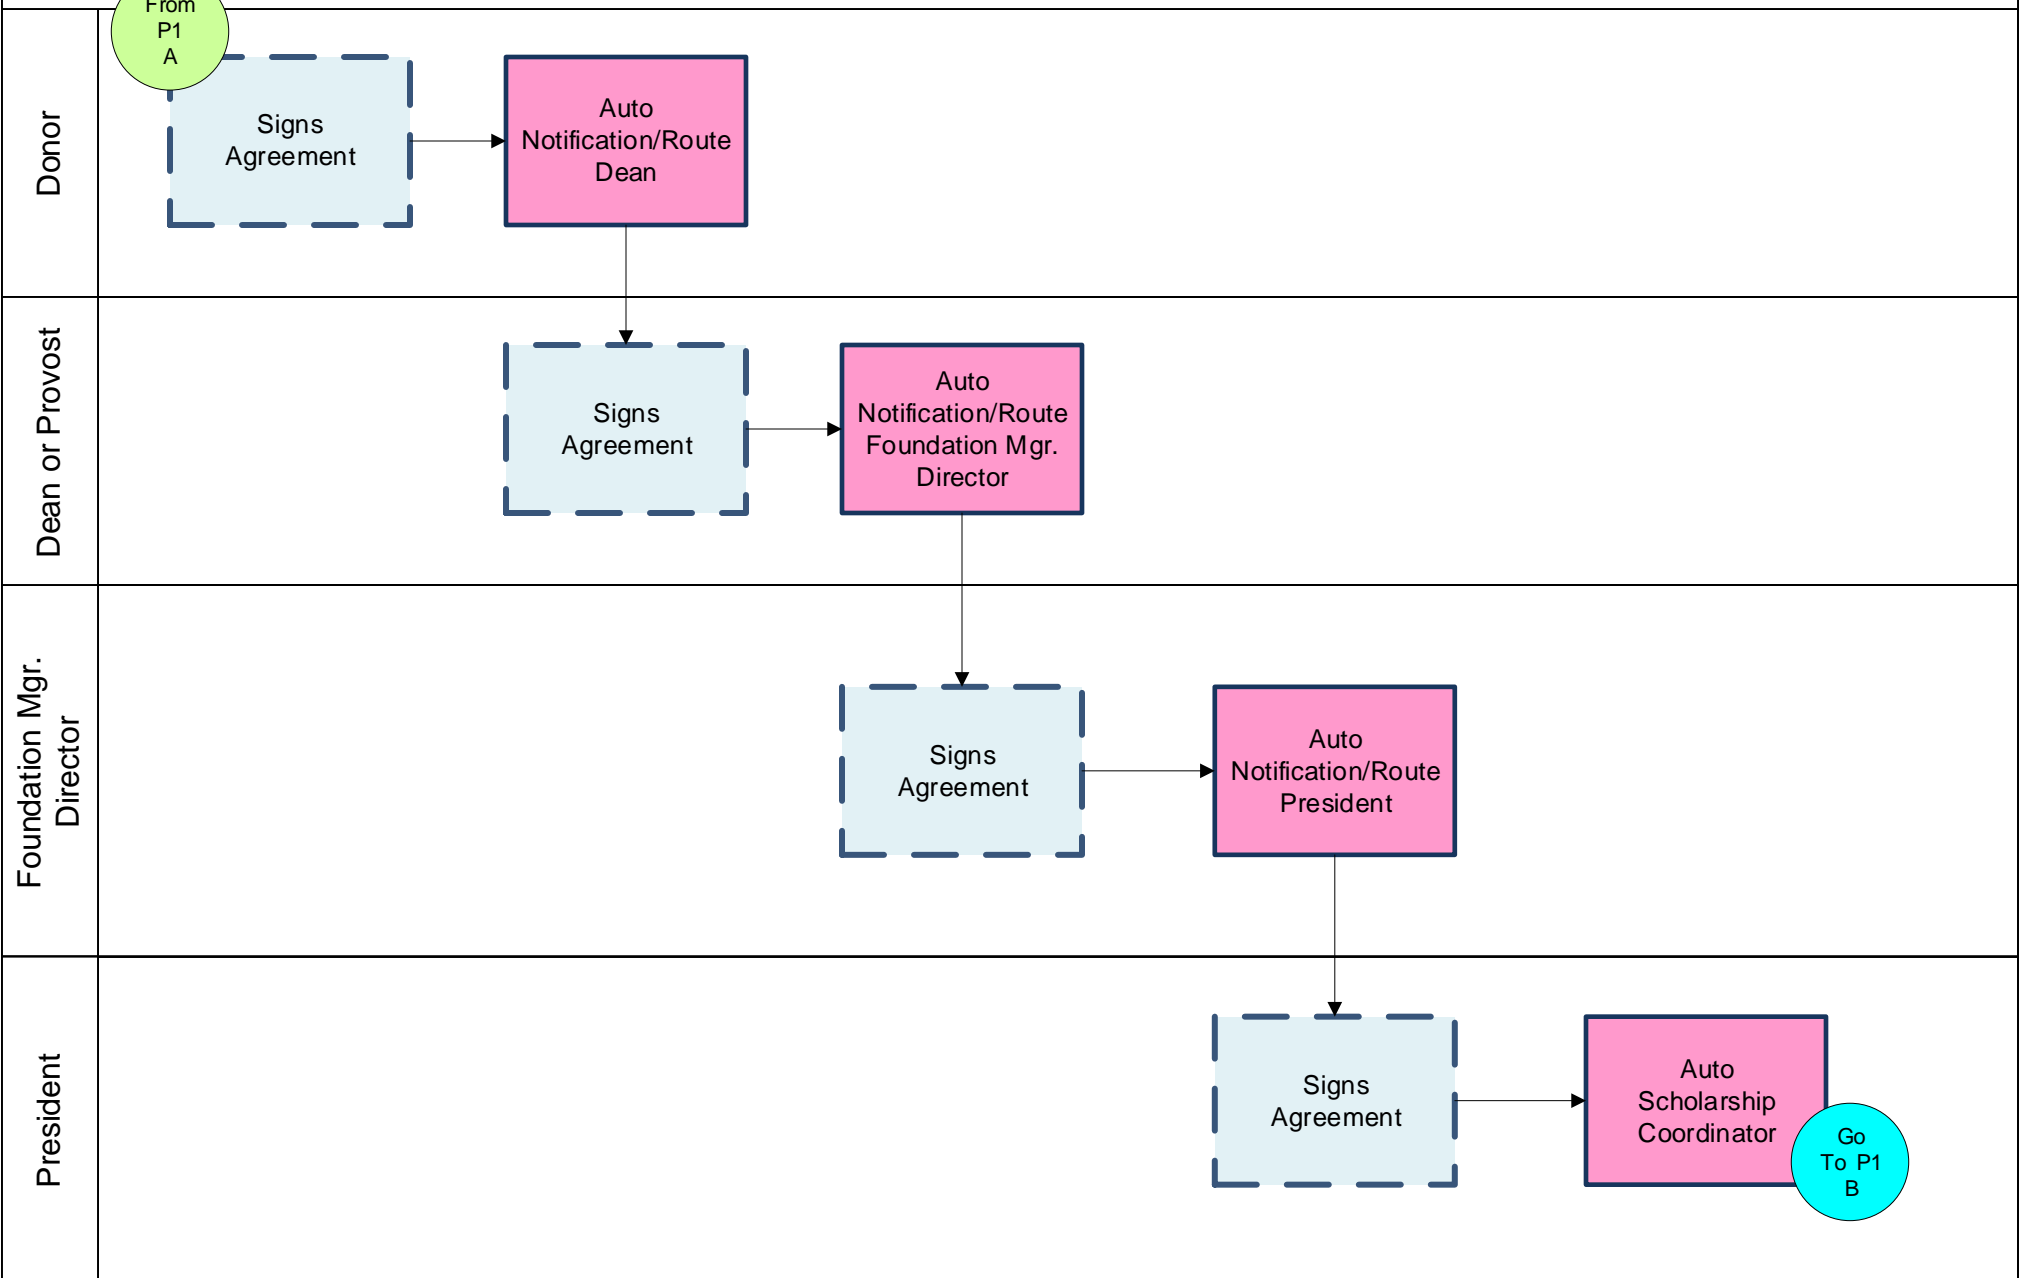 From
P1
A
Donor
Signs
Agreement
Auto
Notification/Route
Dean
Dean or Provost
Signs
Agreement
Auto
Notification/Route
Foundation Mgr.
Director
Foundation Mgr.
Director
Signs
Agreement
Auto
Notification/Route
President
President
Signs
Agreement
Auto
Scholarship
Coordinator
Go
To P1
B